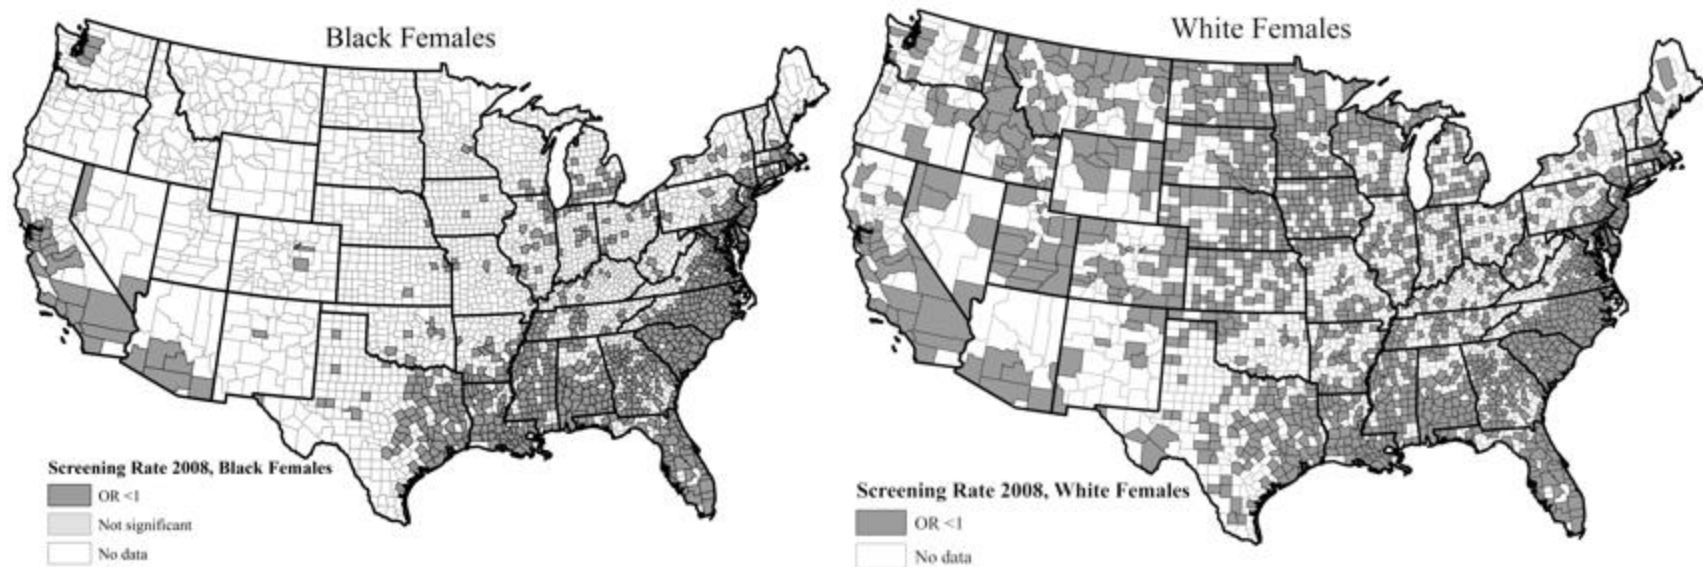 Black Females
White Females
Screening Rate 2008, Black Females
OR <1
Not significant
No data
Screening Rate 2008, White Females
OR <1
No data